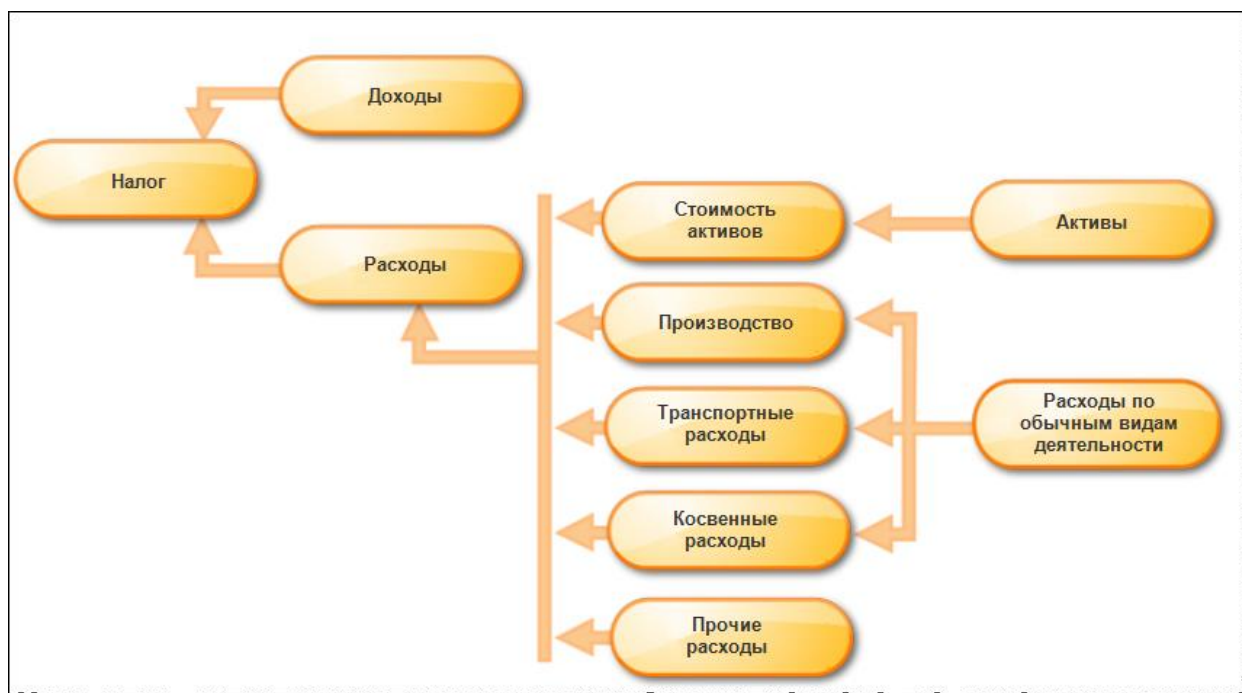 Доходы
Налог
Расходы
Стоимость
активов
Активы
Производство
Транспортные
расходы
Расходы по
обычным видам
деятельности
Косвенные
расходы
Прочие
расходы